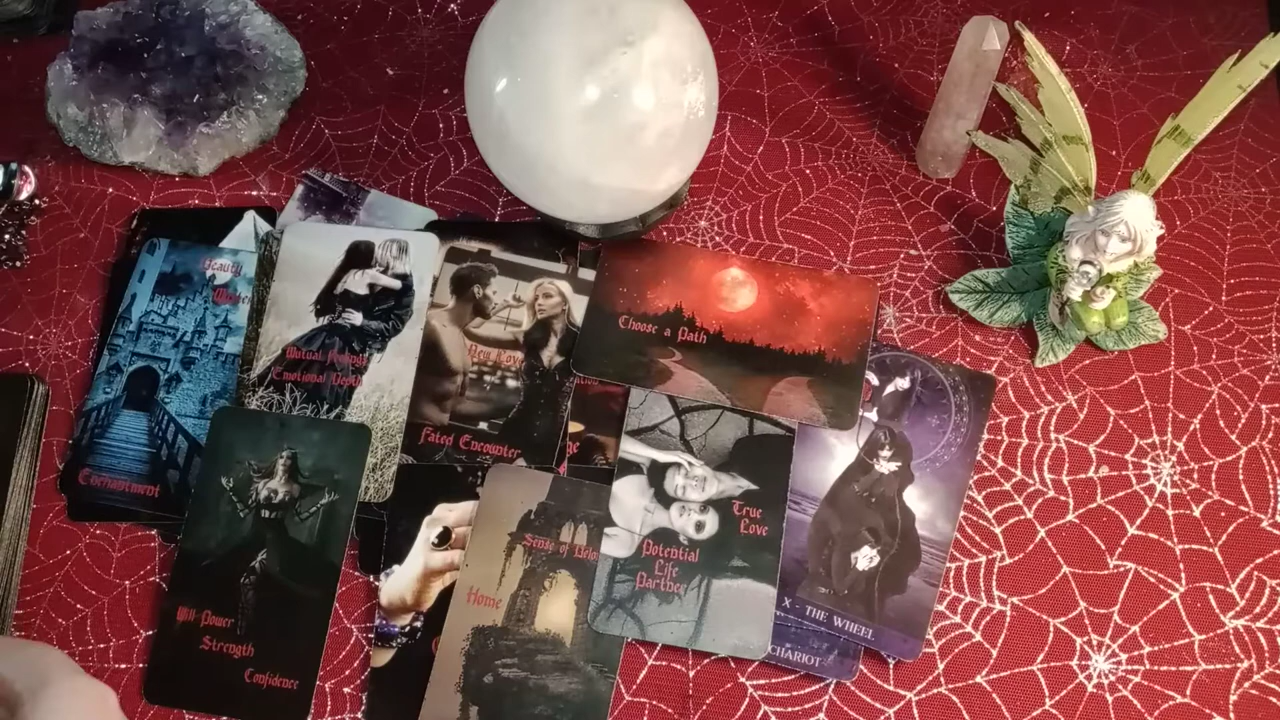 Beauty
Mutual Feelings
Emotional Depth
New Love
Fated Encounter
Choose a Path
Enchantment
Will-Power
Strength
Confidence
Sense of
Home
True
Love
Potential
Life
Partner
X - THE WHEEL
CHARIOT